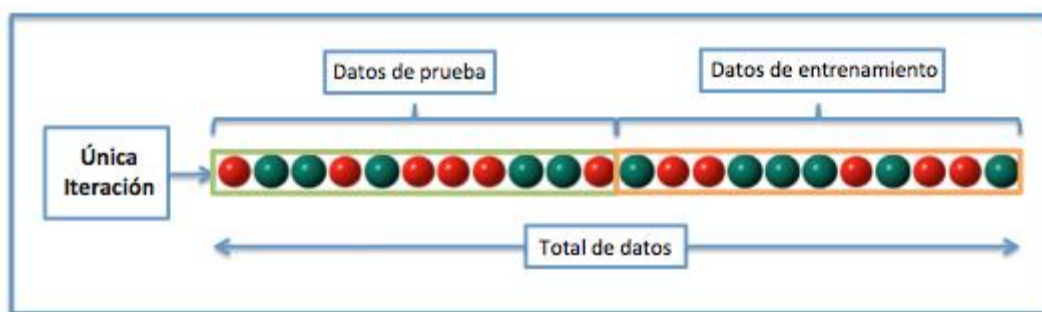 Datos de prueba
Datos de entrenamiento
Única
Iteración
Total de datos